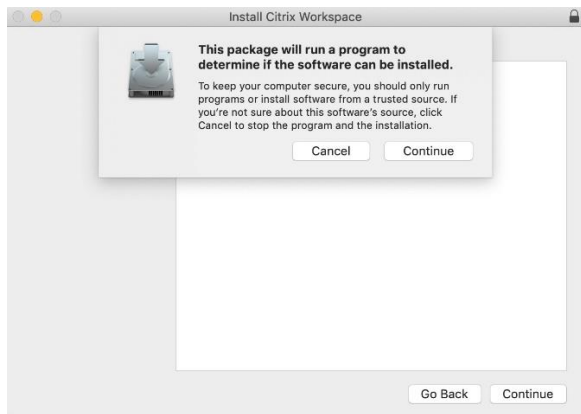 Install Citrix Workspace
This package will run a program to
determine if the software can be installed.
To keep your computer secure, you should only run
programs or install software from a trusted source. If
you're not sure about this software's source, click
Cancel to stop the program and the installation.
Cancel Continue
Go Back Continue